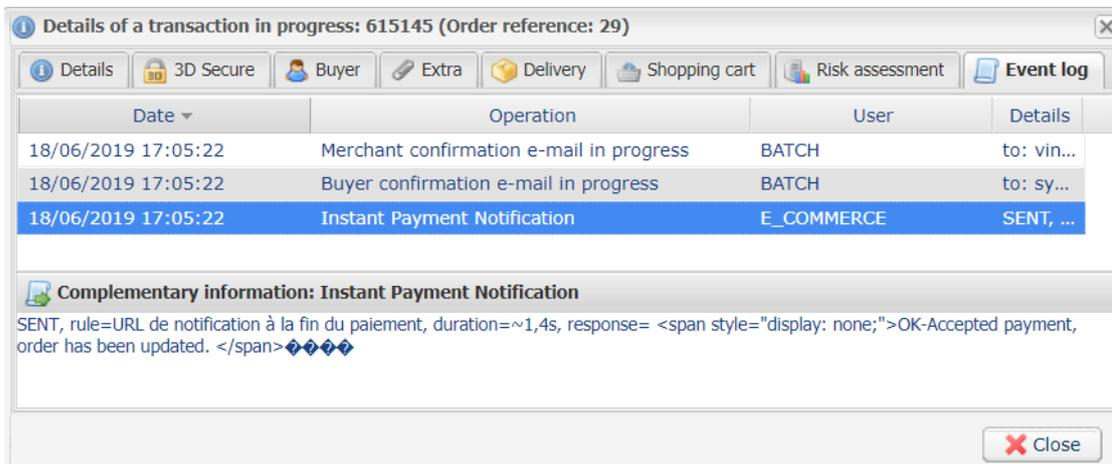 Details of a transaction in progress: 615145 (Order reference: 29)
Details 3D Secure Buyer Extra Delivery Shopping cart Risk assessment Event log
Date Operation User Details
18/06/2019 17:05:22 Merchant confirmation e-mail in progress BATCH to: vin...
18/06/2019 17:05:22 Buyer confirmation e-mail in progress BATCH to: sy...
18/06/2019 17:05:22 Instant Payment Notification E_COMMERCE SENT, ...
Complementary information: Instant Payment Notification
SENT, rule=URL de notification à la fin du paiement, duration=~1,4s, response= <span style="display: none;">OK-Accepted payment,
order has been updated. </span>����
Close